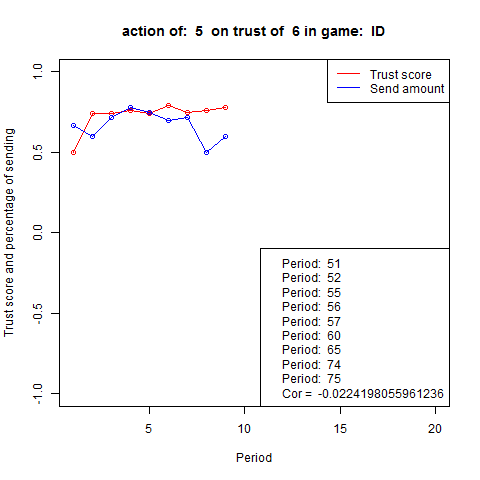 action of:  5  on trust of  6 in game:  ID
Trust score
Send amount
Trust score and percentage of sending
1.0
0.5
0.0
-0.5
-1.0
Period:  51
Period:  52
Period:  55
Period:  56
Period:  57
Period:  60
Period:  65
Period:  74
Period:  75
Cor =  -0.0224198055961236
5
10
15
20
Period